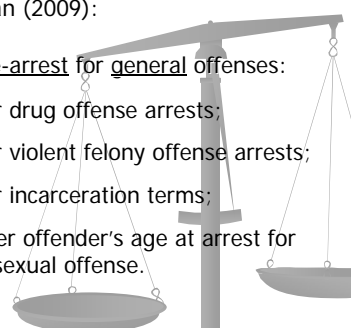 n (2009):
-arrest for general offenses:
r drug offense arrests;
r violent felony offense arrests;
r incarceration terms;
er offender's age at arrest for
sexual offense.